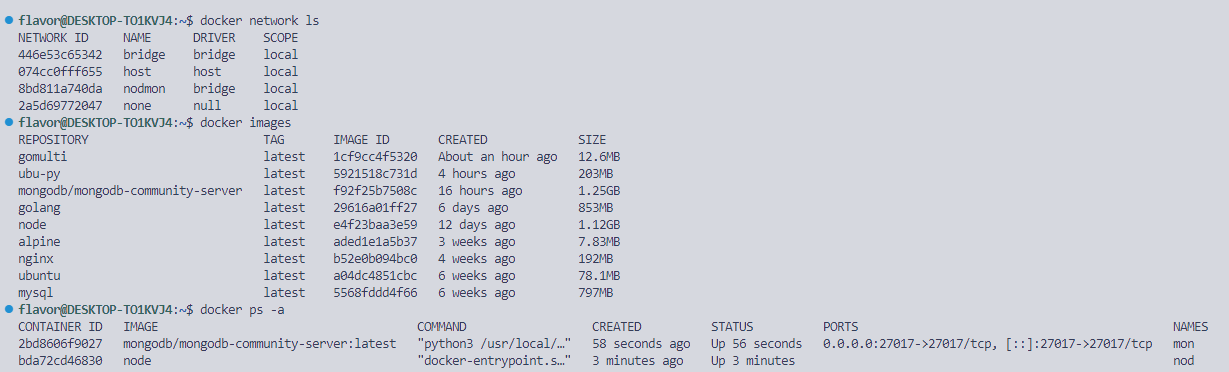 flavor@DESKTOP-TO1KVJ4:~$ docker network ls
NETWORK ID NAME DRIVER SCOPE
446e53c65342 bridge bridge local
074cc0fff655 host host local
8bd811a740da nodmon bridge local
2a5d69772047 none null local
flavor@DESKTOP-TO1KVJ4:~$ docker images
REPOSITORY TAG IMAGE ID CREATED SIZE
gomulti latest 1cf9cc4f5320 About an hour ago 12.6MB
ubu-py latest 5921518c731d 4 hours ago 203MB
mongodb/mongodb-community-server latest f92f25b7508c 16 hours ago 1.25GB
golang latest 29616a01ff27 6 days ago 853MB
node latest e4f23baa3e59 12 days ago 1.12GB
alpine latest aded1e1a5b37 3 weeks ago 7.83MB
nginx latest b52e0b094bc0 4 weeks ago 192MB
ubuntu latest a04dc4851cbc 6 weeks ago 78.1MB
mysql latest 5568fddd4f66 6 weeks ago 797MB
flavor@DESKTOP-TO1KVJ4:~$ docker ps -a
CONTAINER ID IMAGE COMMAND CREATED STATUS PORTS NAMES
2bd8606f9027 mongodb/mongodb-community-server:latest "python3 /usr/local/…" 58 seconds ago Up 56 seconds 0.0.0.0:27017->27017/tcp, [::]:27017->27017/tcp mon
bda72cd46830 node "docker-entrypoint.s…" 3 minutes ago Up 3 minutes nod